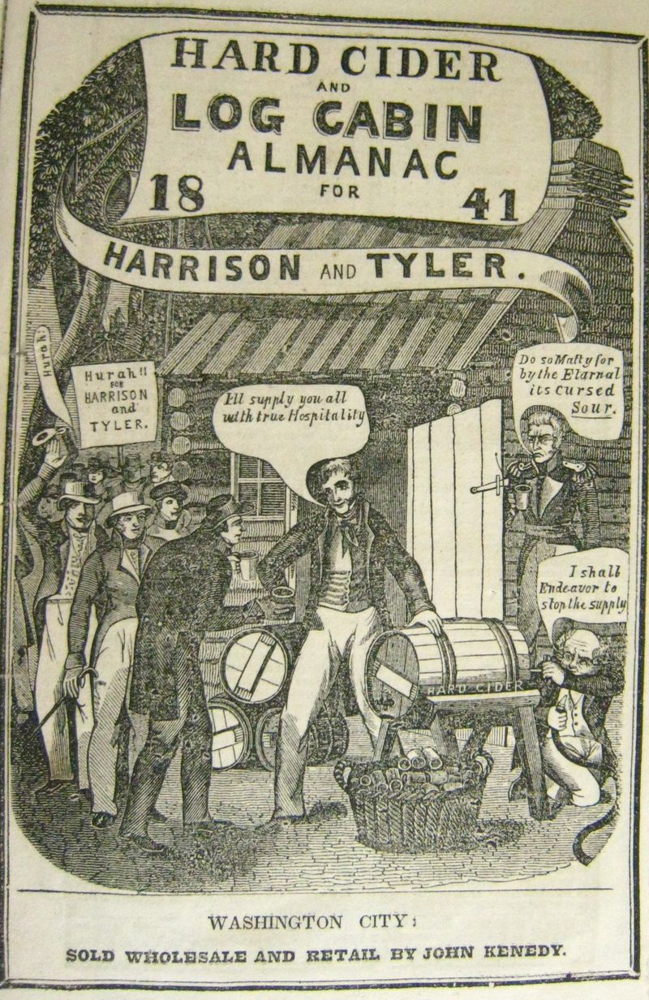 HARD CIDER
AND
LOG CABIN
ALMANAC
FOR
18 41
HARRISON AND TYLER.
Hurah!
Hurah!!
FOR
HARRISON
and
TYLER.
I'll supply you all
with true Hospitality
Do so Matty for
by the Etarnal
its cursed
Sour.
I shall
Endeavor to
stop the supply
HARD CIDER
WASHINGTON CITY:
SOLD WHOLESALE AND RETAIL BY JOHN KENEDY.